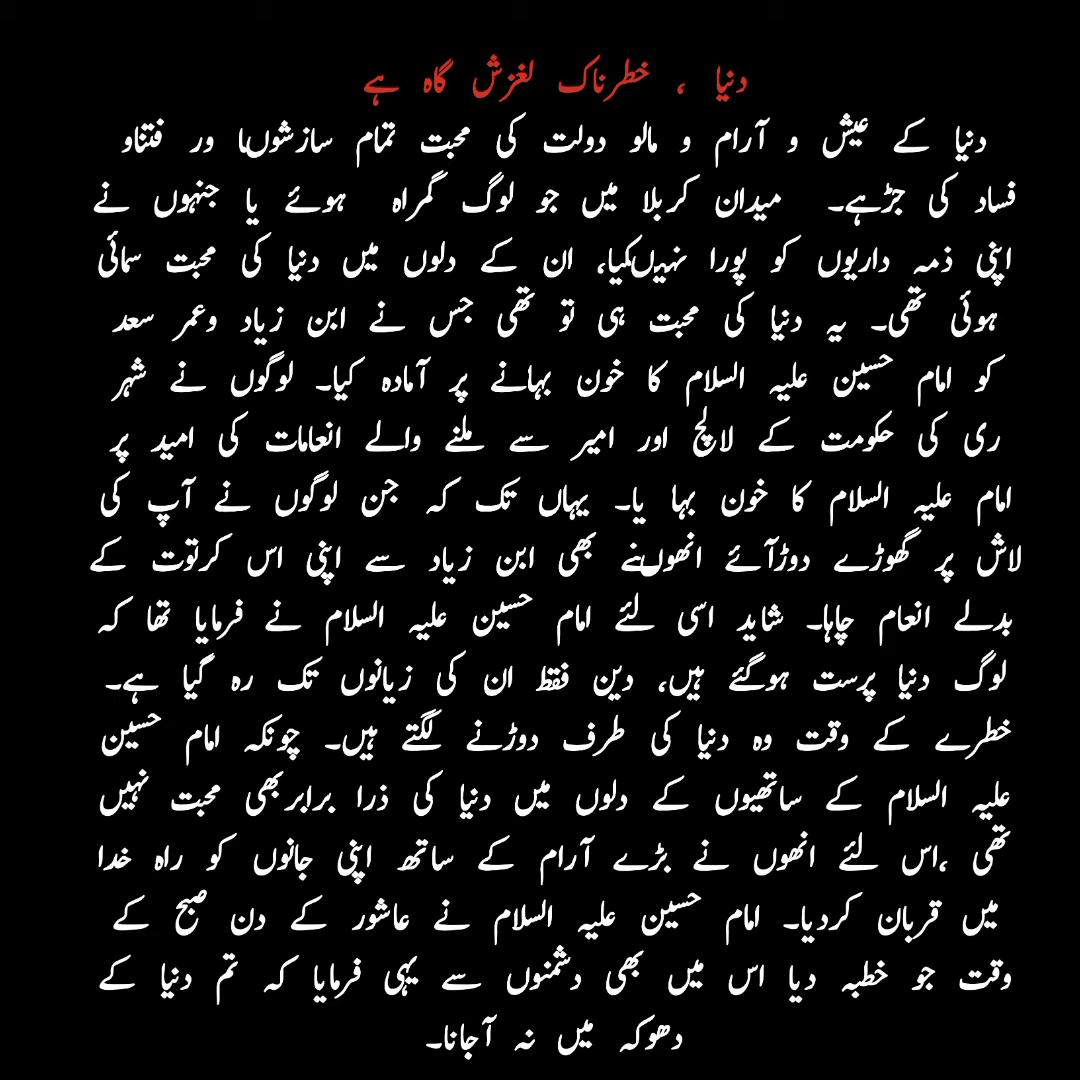 دنیا ، خطرناک لغزش گاہ ہے
دنیا کے عیش و آرام و مالو دولت کی محبت تمام سازشوںا ور فتناو
فساد کی جڑہے۔ میدان کربلا میں جو لوگ گمراہ ہوئے یا جنہوں نے
اپنی ذمہ داریوں کو پورا نہیںکیا، ان کے دلوں میں دنیا کی محبت سمائی
ہوئی تھی۔ یہ دنیا کی محبت ہی تو تھی جس نے ابن زیاد وعمر سعد
کو امام حسین علیہ السلام کا خون بہانے پر آمادہ کیا۔ لوگوں نے شہر
ری کی حکومت کے لالچ اور امیر سے ملنے والے انعامات کی امید پر
امام علیہ السلام کا خون بہا یا۔ یہاں تک کہ جن لوگوں نے آپ کی
لاش پر گھوڑے دوڑآئے انھوںنے بھی ابن زیاد سے اپنی اس کرتوت کے
بدلے انعام چاہا۔ شاید اسی لئے امام حسین علیہ السلام نے فرمایا تھا کہ
لوگ دنیا پرست ہوگئے ہیں، دین فقط ان کی زبانوں تک رہ گیا ہے۔
خطرے کے وقت وہ دنیا کی طرف دوڑنے لگتے ہیں۔ چونکہ امام حسین
علیہ السلام کے ساتھیوں کے دلوں میں دنیا کی ذرا برابربھی محبت نہیں
تھی ،اس لئے انھوں نے بڑے آرام کے ساتھ اپنی جانوں کو راہ خدا
میں قربان کردیا۔ امام حسین علیہ السلام نے عاشور کے دن صبح کے
وقت جو خطبہ دیا اس میں بھی دشمنوں سے یہی فرمایا کہ تم دنیا کے
دھوکہ میں نہ آجانا۔